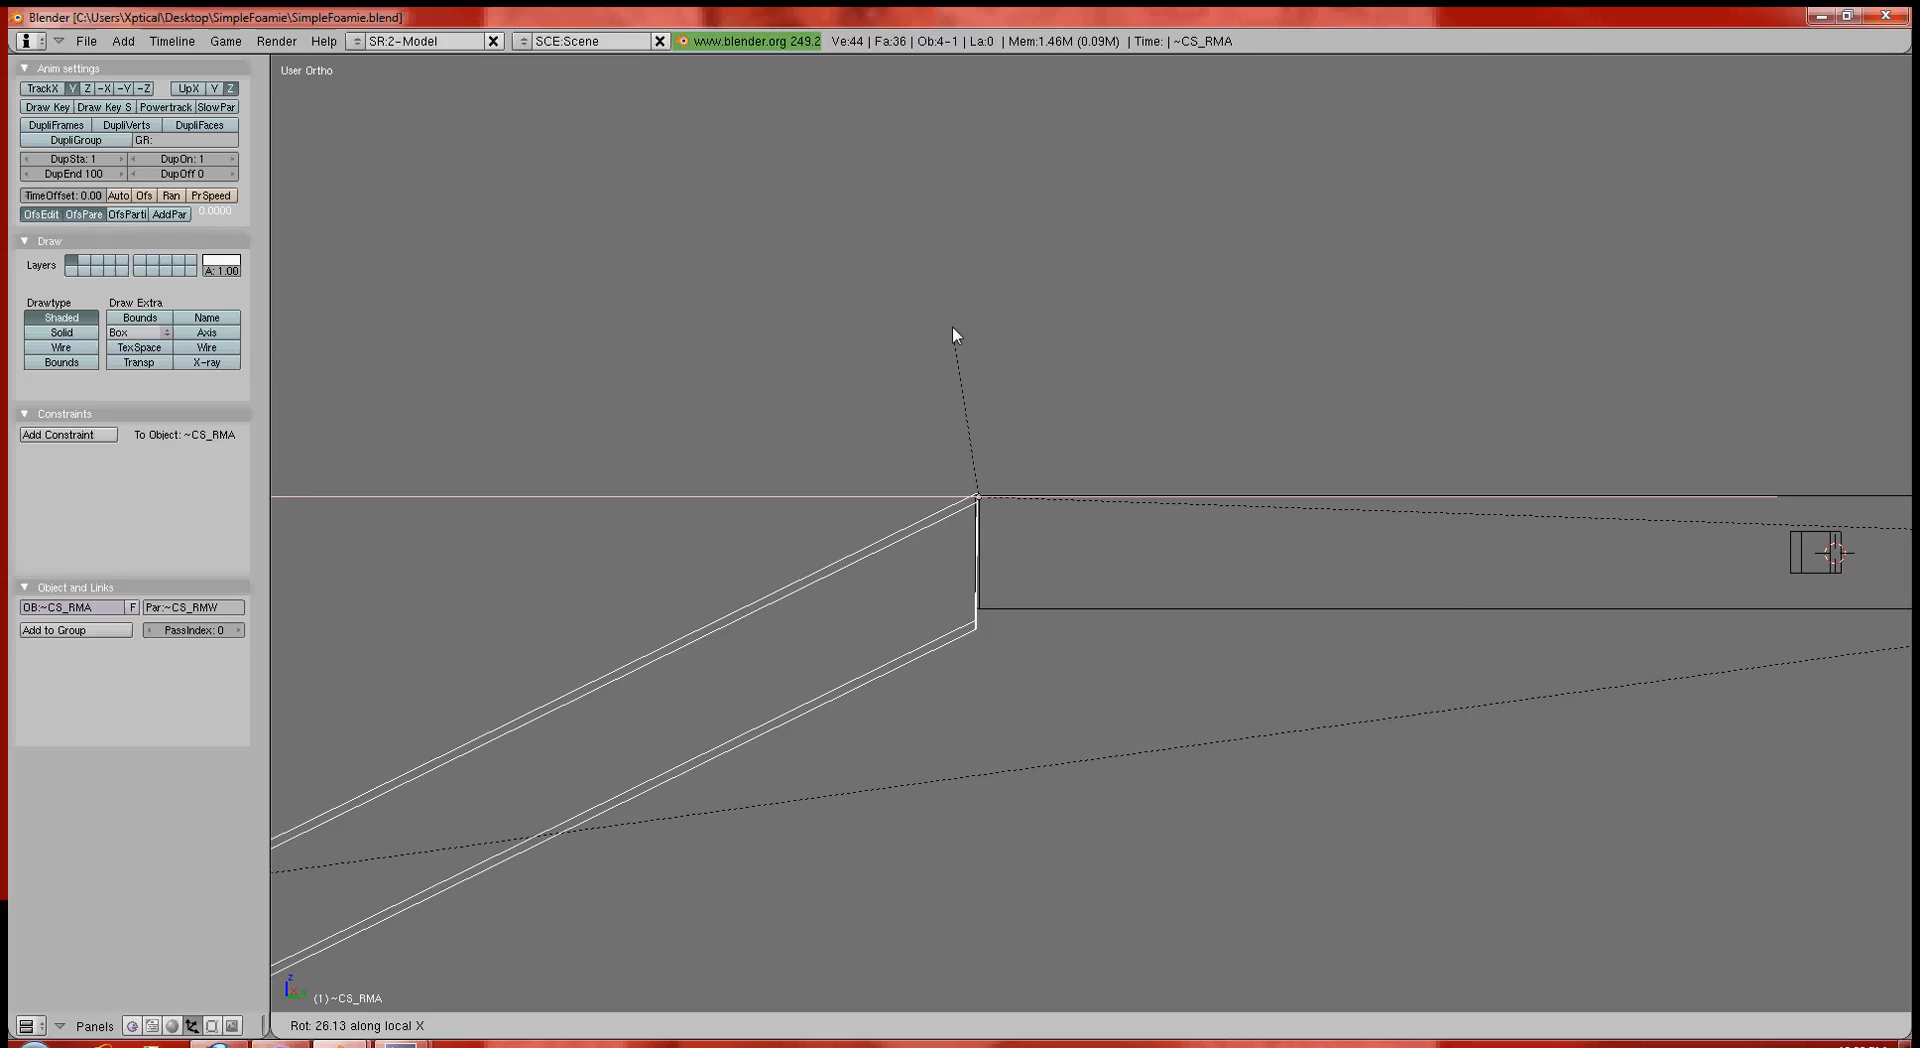 Blender [C:\Users\Xptical\Desktop\SimpleFoamie\SimpleFoamie.blend]
File Add Timeline Game Render Help SR:2-Model SCE:Scene www.blender.org 249.2 Ve:44 | Fa:36 | Ob:4-1 | La:0 | Mem:1.46M (0.09M) | Time: | ~CS_RMA
Anim settings
TrackX Y Z -X -Y -Z UpX Y Z
Draw Key Draw Key S Powertrack SlowPar
DupliFrames DupliVerts DupliFaces
DupliGroup GR:
DupSta: 1 DupOn: 1
DupEnd 100 DupOff 0
TimeOffset: 0.00 Auto Ofs Ran PrSpeed
OfsEdit OfsPare OfsParti AddPar 0.0000
Draw
Layers A: 1.00
Drawtype Draw Extra
Shaded Bounds Name
Solid Box Axis
Wire TexSpace Wire
Bounds Transp X-ray
Constraints
Add Constraint To Object: ~CS_RMA
Object and Links
OB:~CS_RMA F Par:~CS_RMW
Add to Group PassIndex: 0
Panels
User Ortho
z
(1) ~CS_RMA
Rot: 26.13 along local X